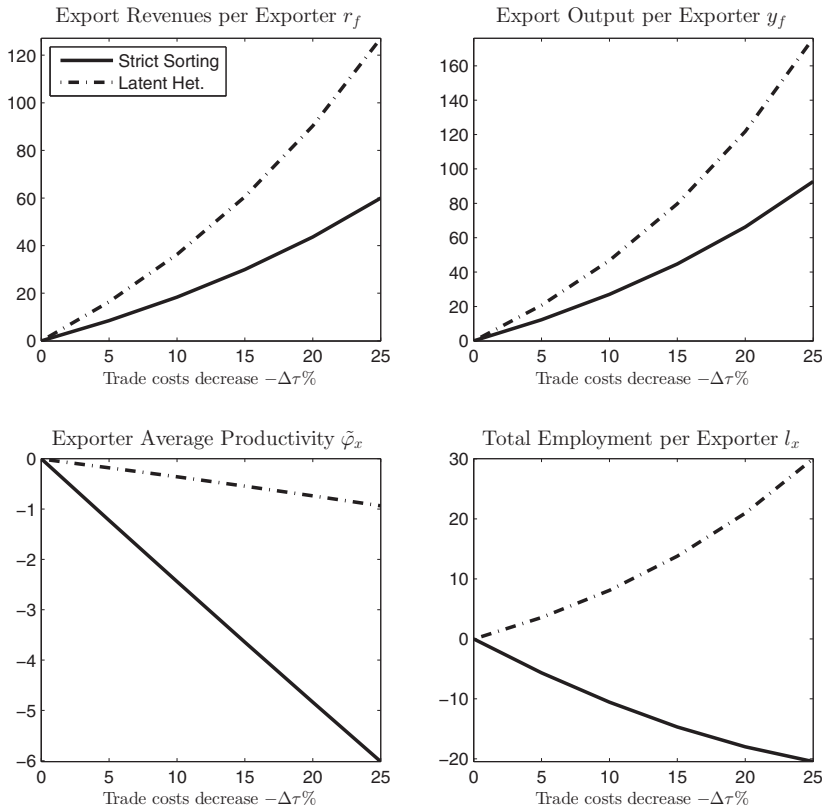 Export Revenues per Exporter r_f
120
100
80
60
40
20
0
Strict Sorting
Latent Het.
0 5 10 15 20 25
Trade costs decrease −Δτ%
Export Output per Exporter y_f
160
140
120
100
80
60
40
20
0
0 5 10 15 20 25
Trade costs decrease −Δτ%
Exporter Average Productivity φ̃_x
0
−1
−2
−3
−4
−5
−6
0 5 10 15 20 25
Trade costs decrease −Δτ%
Total Employment per Exporter l_x
30
20
10
0
−10
−20
0 5 10 15 20 25
Trade costs decrease −Δτ%